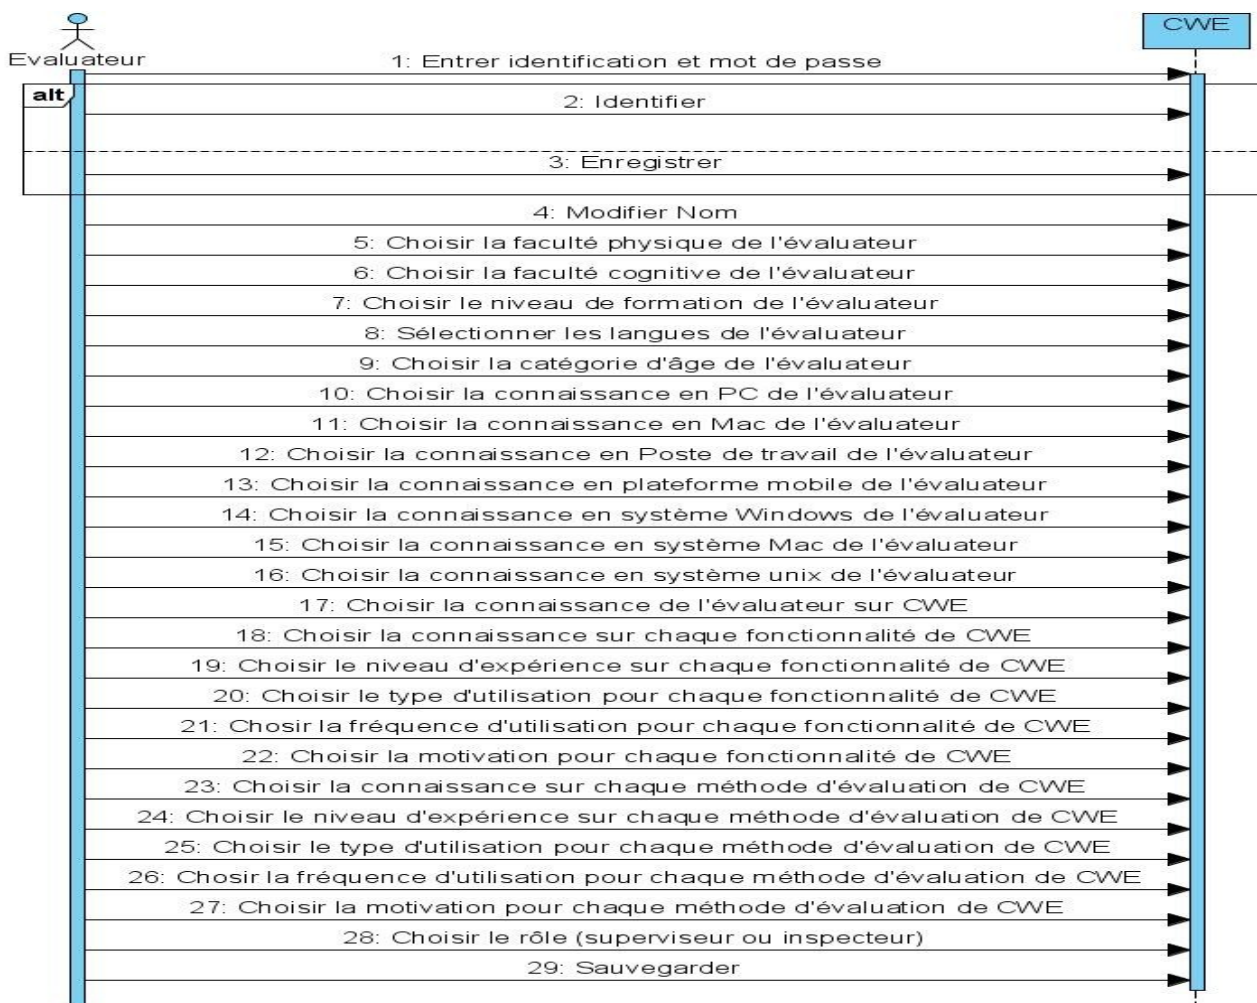 CWE
Evaluateur
1: Entrer identification et mot de passe
alt
2: Identifier
3: Enregistrer
4: Modifier Nom
5: Choisir la faculté physique de l'évaluateur
6: Choisir la faculté cognitive de l'évaluateur
7: Choisir le niveau de formation de l'évaluateur
8: Sélectionner les langues de l'évaluateur
9: Choisir la catégorie d'âge de l'évaluateur
10: Choisir la connaissance en PC de l'évaluateur
11: Choisir la connaissance en Mac de l'évaluateur
12: Choisir la connaissance en Poste de travail de l'évaluateur
13: Choisir la connaissance en plateforme mobile de l'évaluateur
14: Choisir la connaissance en système Windows de l'évaluateur
15: Choisir la connaissance en système Mac de l'évaluateur
16: Choisir la connaissance en système unix de l'évaluateur
17: Choisir la connaissance de l'évaluateur sur CWE
18: Choisir la connaissance sur chaque fonctionnalité de CWE
19: Choisir le niveau d'expérience sur chaque fonctionnalité de CWE
20: Choisir le type d'utilisation pour chaque fonctionnalité de CWE
21: Chosir la fréquence d'utilisation pour chaque fonctionnalité de CWE
22: Choisir la motivation pour chaque fonctionnalité de CWE
23: Choisir la connaissance sur chaque méthode d'évaluation de CWE
24: Choisir le niveau d'expérience sur chaque méthode d'évaluation de CWE
25: Choisir le type d'utilisation pour chaque méthode d'évaluation de CWE
26: Chosir la fréquence d'utilisation pour chaque méthode d'évaluation de CWE
27: Choisir la motivation pour chaque méthode d'évaluation de CWE
28: Choisir le rôle (superviseur ou inspecteur)
29: Sauvegarder